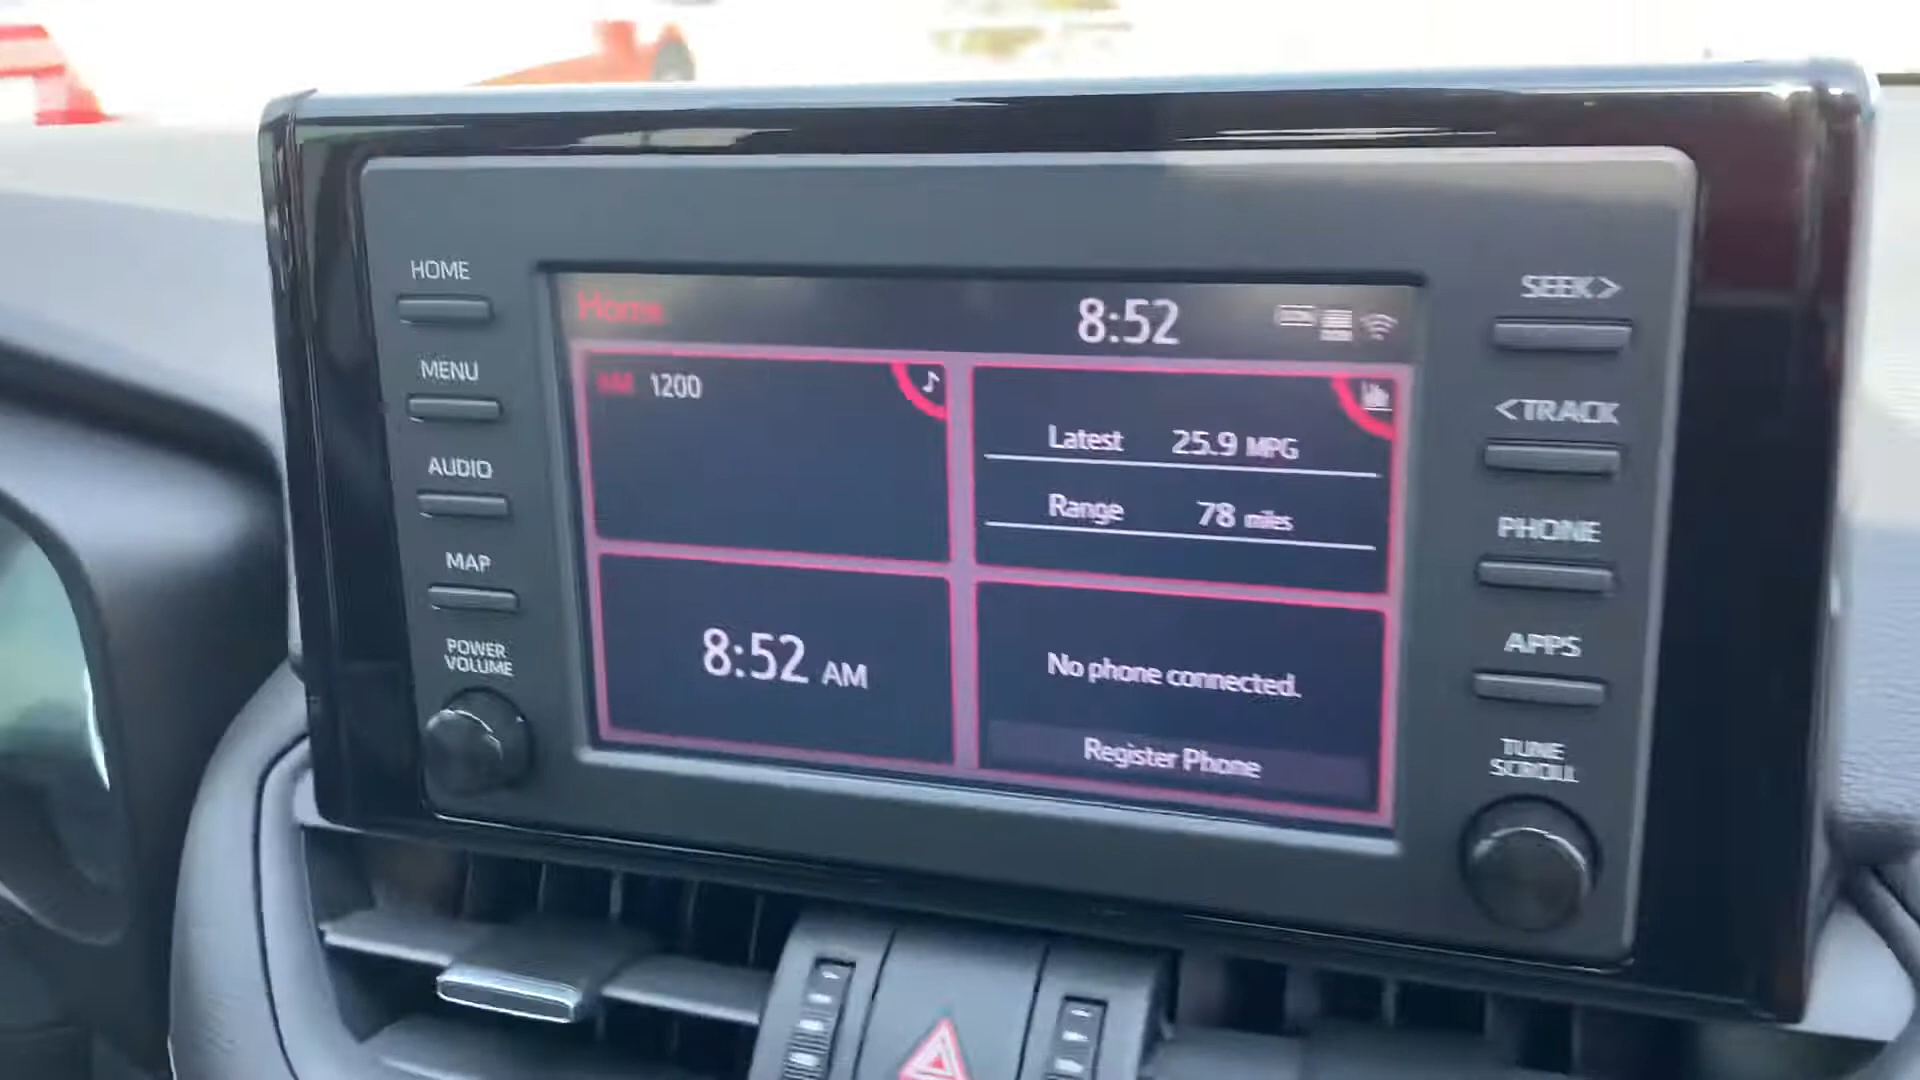 HOME
MENU
AUDIO
MAP
POWER
VOLUME
Home
8:52
AM 1200
Latest 25.9 MPG
Range 78 miles
8:52 AM
No phone connected.
Register Phone
SEEK>
<TRACK
PHONE
APPS
TUNE
SCROLL